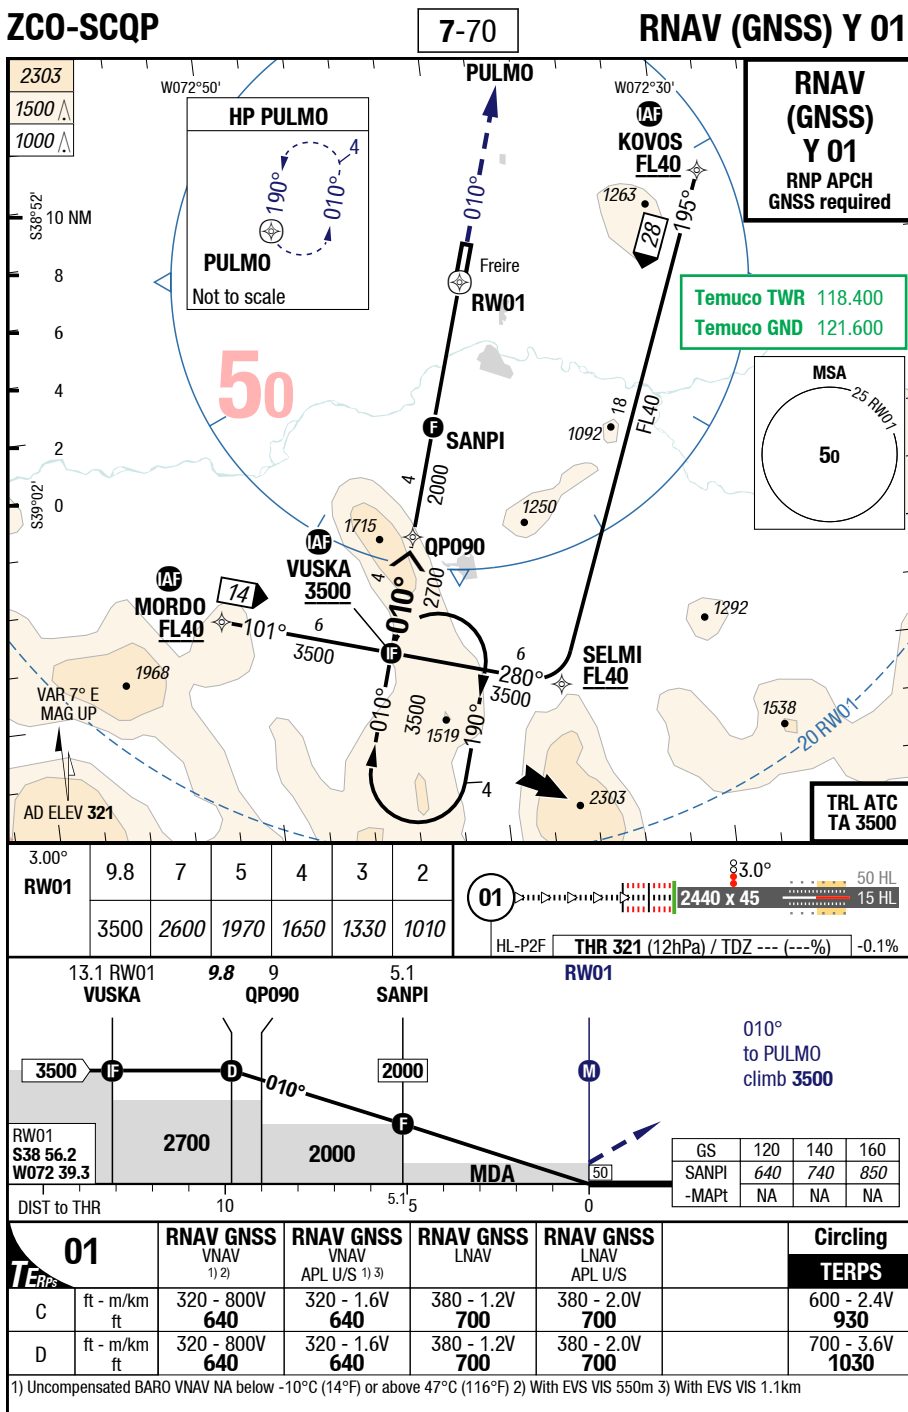 ZCO-SCQP
7-70
RNAV (GNSS) Y 01
2303
1500
1000
W072°50'
PULMO
W072°30'
HP PULMO
4
190°
010°
PULMO
Not to scale
IAF
KOVOS
FL40
1263
28
195°
RNAV
(GNSS)
Y 01
RNP APCH
GNSS required
S38°52'
10 NM
8
6
4
2
0
S39°02'
010°
Freire
RW01
Temuco TWR 118.400
Temuco GND 121.600
50
MSA
25 RW01
50
18
FL40
1092
F
SANPI
4
2000
1250
1715
QP090
IAF
VUSKA
3500
4
010°
2700
IAF
MORDO
FL40
14
101°
6
3500
IF
6
280°
3500
SELMI
FL40
1292
1968
VAR 7° E
MAG UP
010°
3500
1519
190°
4
1538
20 RW01
2303
AD ELEV 321
TRL ATC
TA 3500
3.00°
RW01
9.8 7 5 4 3 2
3500 2600 1970 1650 1330 1010
01
3.0°
2440 x 45
50 HL
15 HL
HL-P2F
THR 321 (12hPa) / TDZ --- (---%)
-0.1%
13.1 RW01
VUSKA
9.8
9
QP090
5.1
SANPI
RW01
3500
IF
D
010°
2000
F
M
010°
to PULMO
climb 3500
RW01
S38 56.2
W072 39.3
2700
2000
MDA
50
GS 120 140 160
SANPI 640 740 850
-MAPt NA NA NA
DIST to THR
10
5.1
5
0
TERPs
01
RNAV GNSS
VNAV
1) 2)
RNAV GNSS
VNAV
APL U/S 1) 3)
RNAV GNSS
LNAV
RNAV GNSS
LNAV
APL U/S
Circling
TERPS
C ft - m/km 320 - 800V 320 - 1.6V 380 - 1.2V 380 - 2.0V 600 - 2.4V
ft 640 640 700 700 930
D ft - m/km 320 - 800V 320 - 1.6V 380 - 1.2V 380 - 2.0V 700 - 3.6V
ft 640 640 700 700 1030
1) Uncompensated BARO VNAV NA below -10°C (14°F) or above 47°C (116°F) 2) With EVS VIS 550m 3) With EVS VIS 1.1km